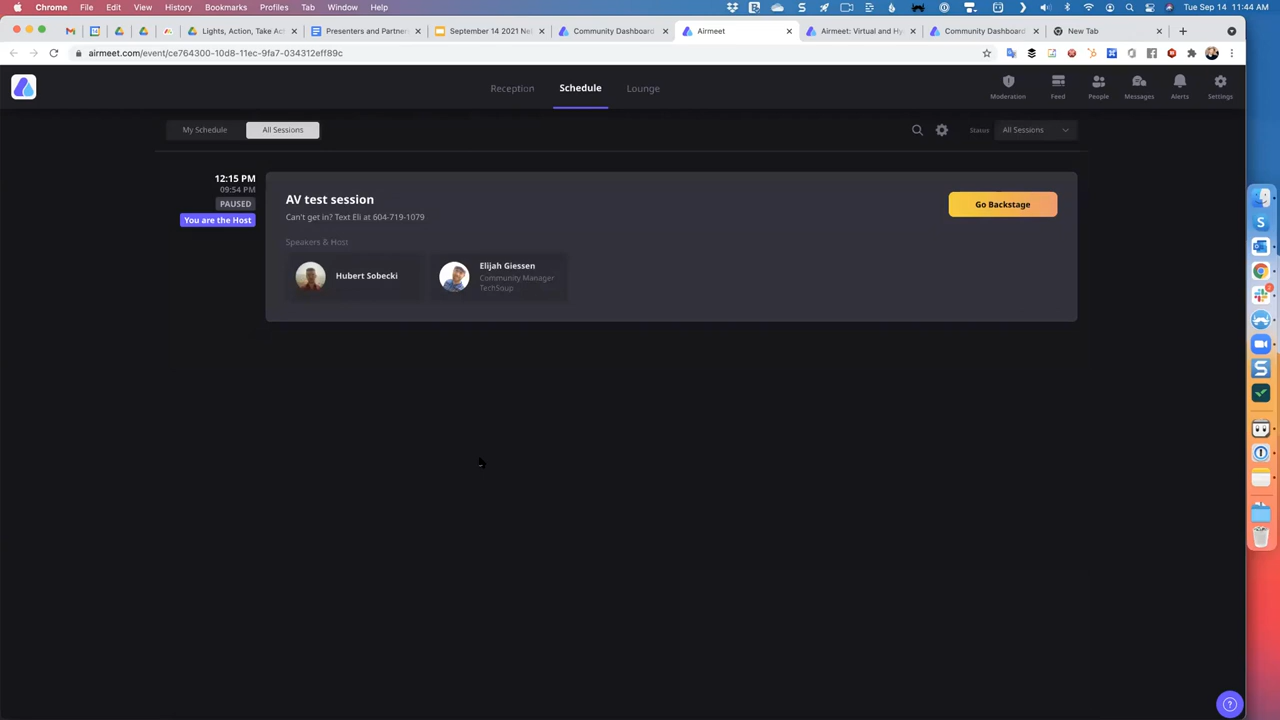 Chrome File Edit View History Bookmarks Profiles Tab Window Help Tue Sep 14 11:44 AM
Lights, Action, Take Ac
Presenters and Partner
September 14 2021 Ne
Community Dashboard
Airmeet
Airmeet: Virtual and Hy
Community Dashboard
New Tab
airmeet.com/event/ce764300-10d8-11ec-9fa7-034312eff89c
Reception Schedule Lounge
Moderation Feed People Messages Alerts Settings
My Schedule All Sessions Status All Sessions
12:15 PM
09:54 PM
PAUSED
You are the Host
AV test session
Can't get in? Text Eli at 604-719-1079
Go Backstage
Speakers & Host
Hubert Sobecki
Elijah Giessen
Community Manager
TechSoup